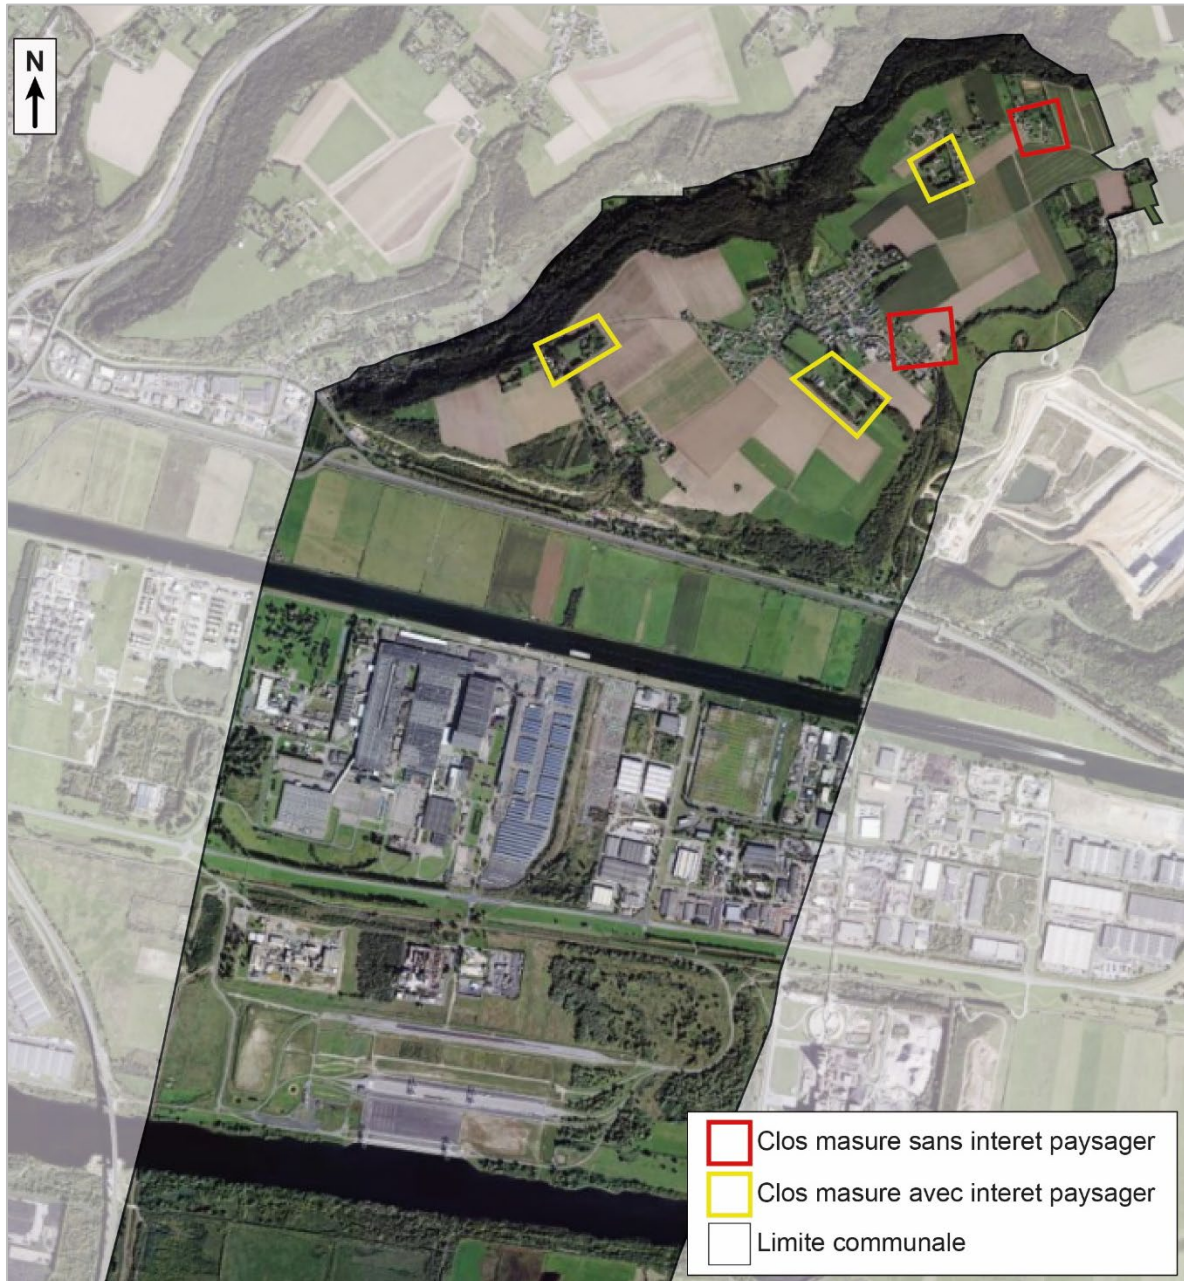 N
Clos masure sans interet paysager
Clos masure avec interet paysager
Limite communale